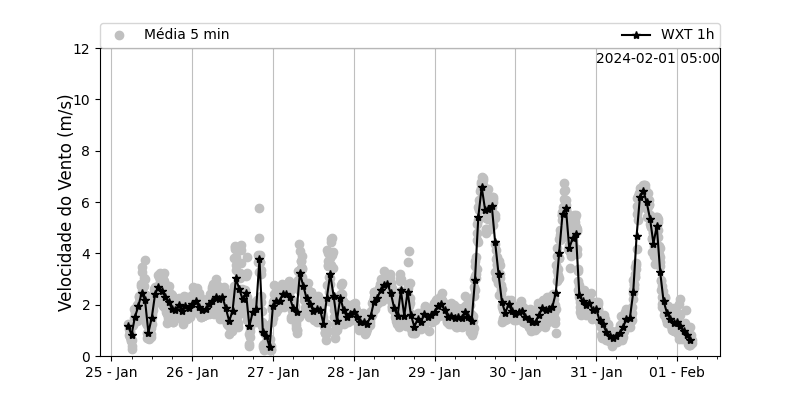 Média 5 min
WXT 1h
2024-02-01 05:00
Velocidade do Vento (m/s)
12
10
8
6
4
2
0
25 - Jan
26 - Jan
27 - Jan
28 - Jan
29 - Jan
30 - Jan
31 - Jan
01 - Feb